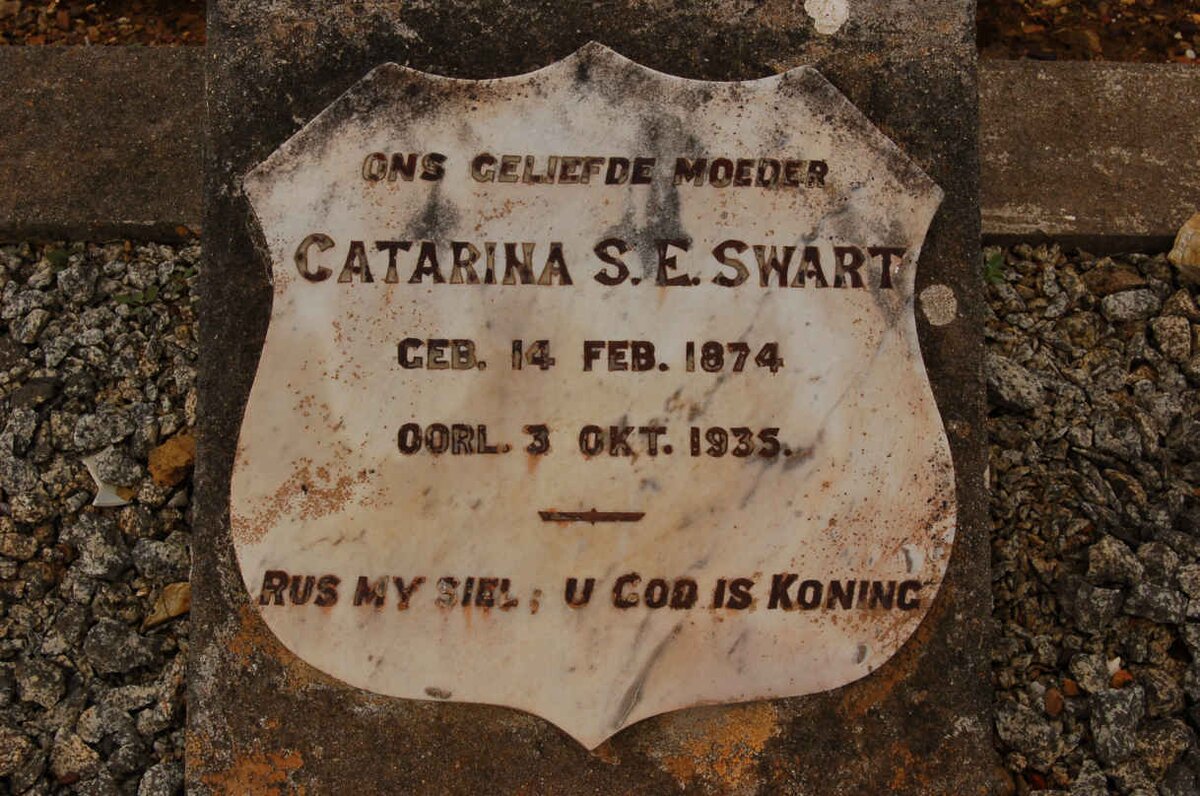 ONS GELIEFDE MOEDER
CATARINA S. E. SWART
GEB. 14 FEB. 1874
OORL. 3 OKT. 1935.
RUS MY SIEL; U GOD IS KONING